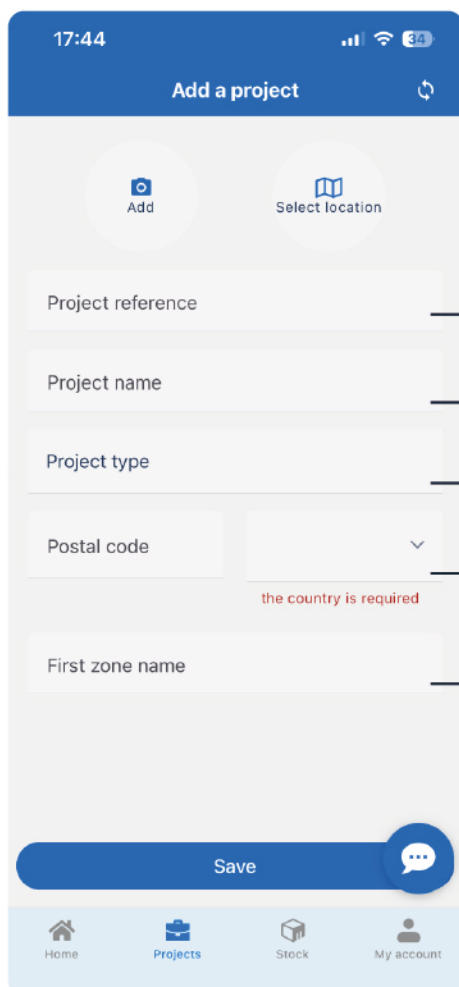 17:44
34
Add a project
Add
Select location
Project reference
Project name
Project type
Postal code
the country is required
First zone name
Save
Home
Projects
Stock
My account